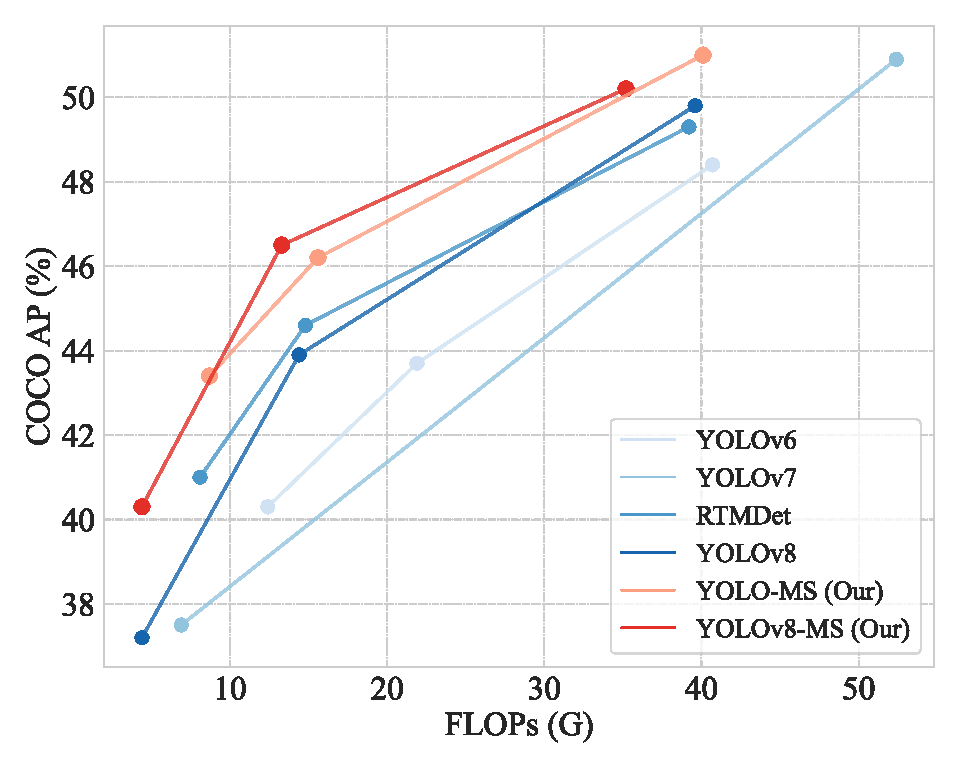 COCO AP (%)
50
48
46
44
42
40
38
YOLOv6
YOLOv7
RTMDet
YOLOv8
YOLO-MS (Our)
YOLOv8-MS (Our)
10 20 30 40 50
FLOPs (G)